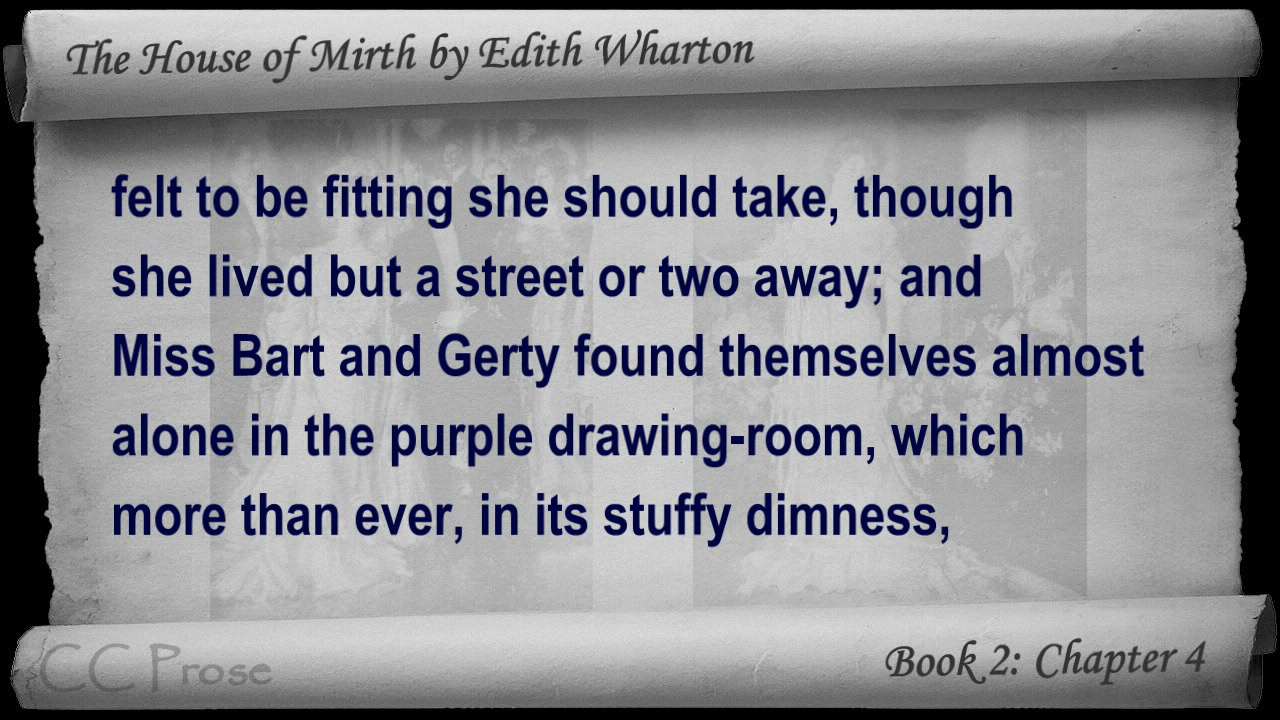 The House of Mirth by Edith Wharton
felt to be fitting she should take, though
she lived but a street or two away; and
Miss Bart and Gerty found themselves almost
alone in the purple drawing-room, which
more than ever, in its stuffy dimness,
CC Prose
Book 2: Chapter 4